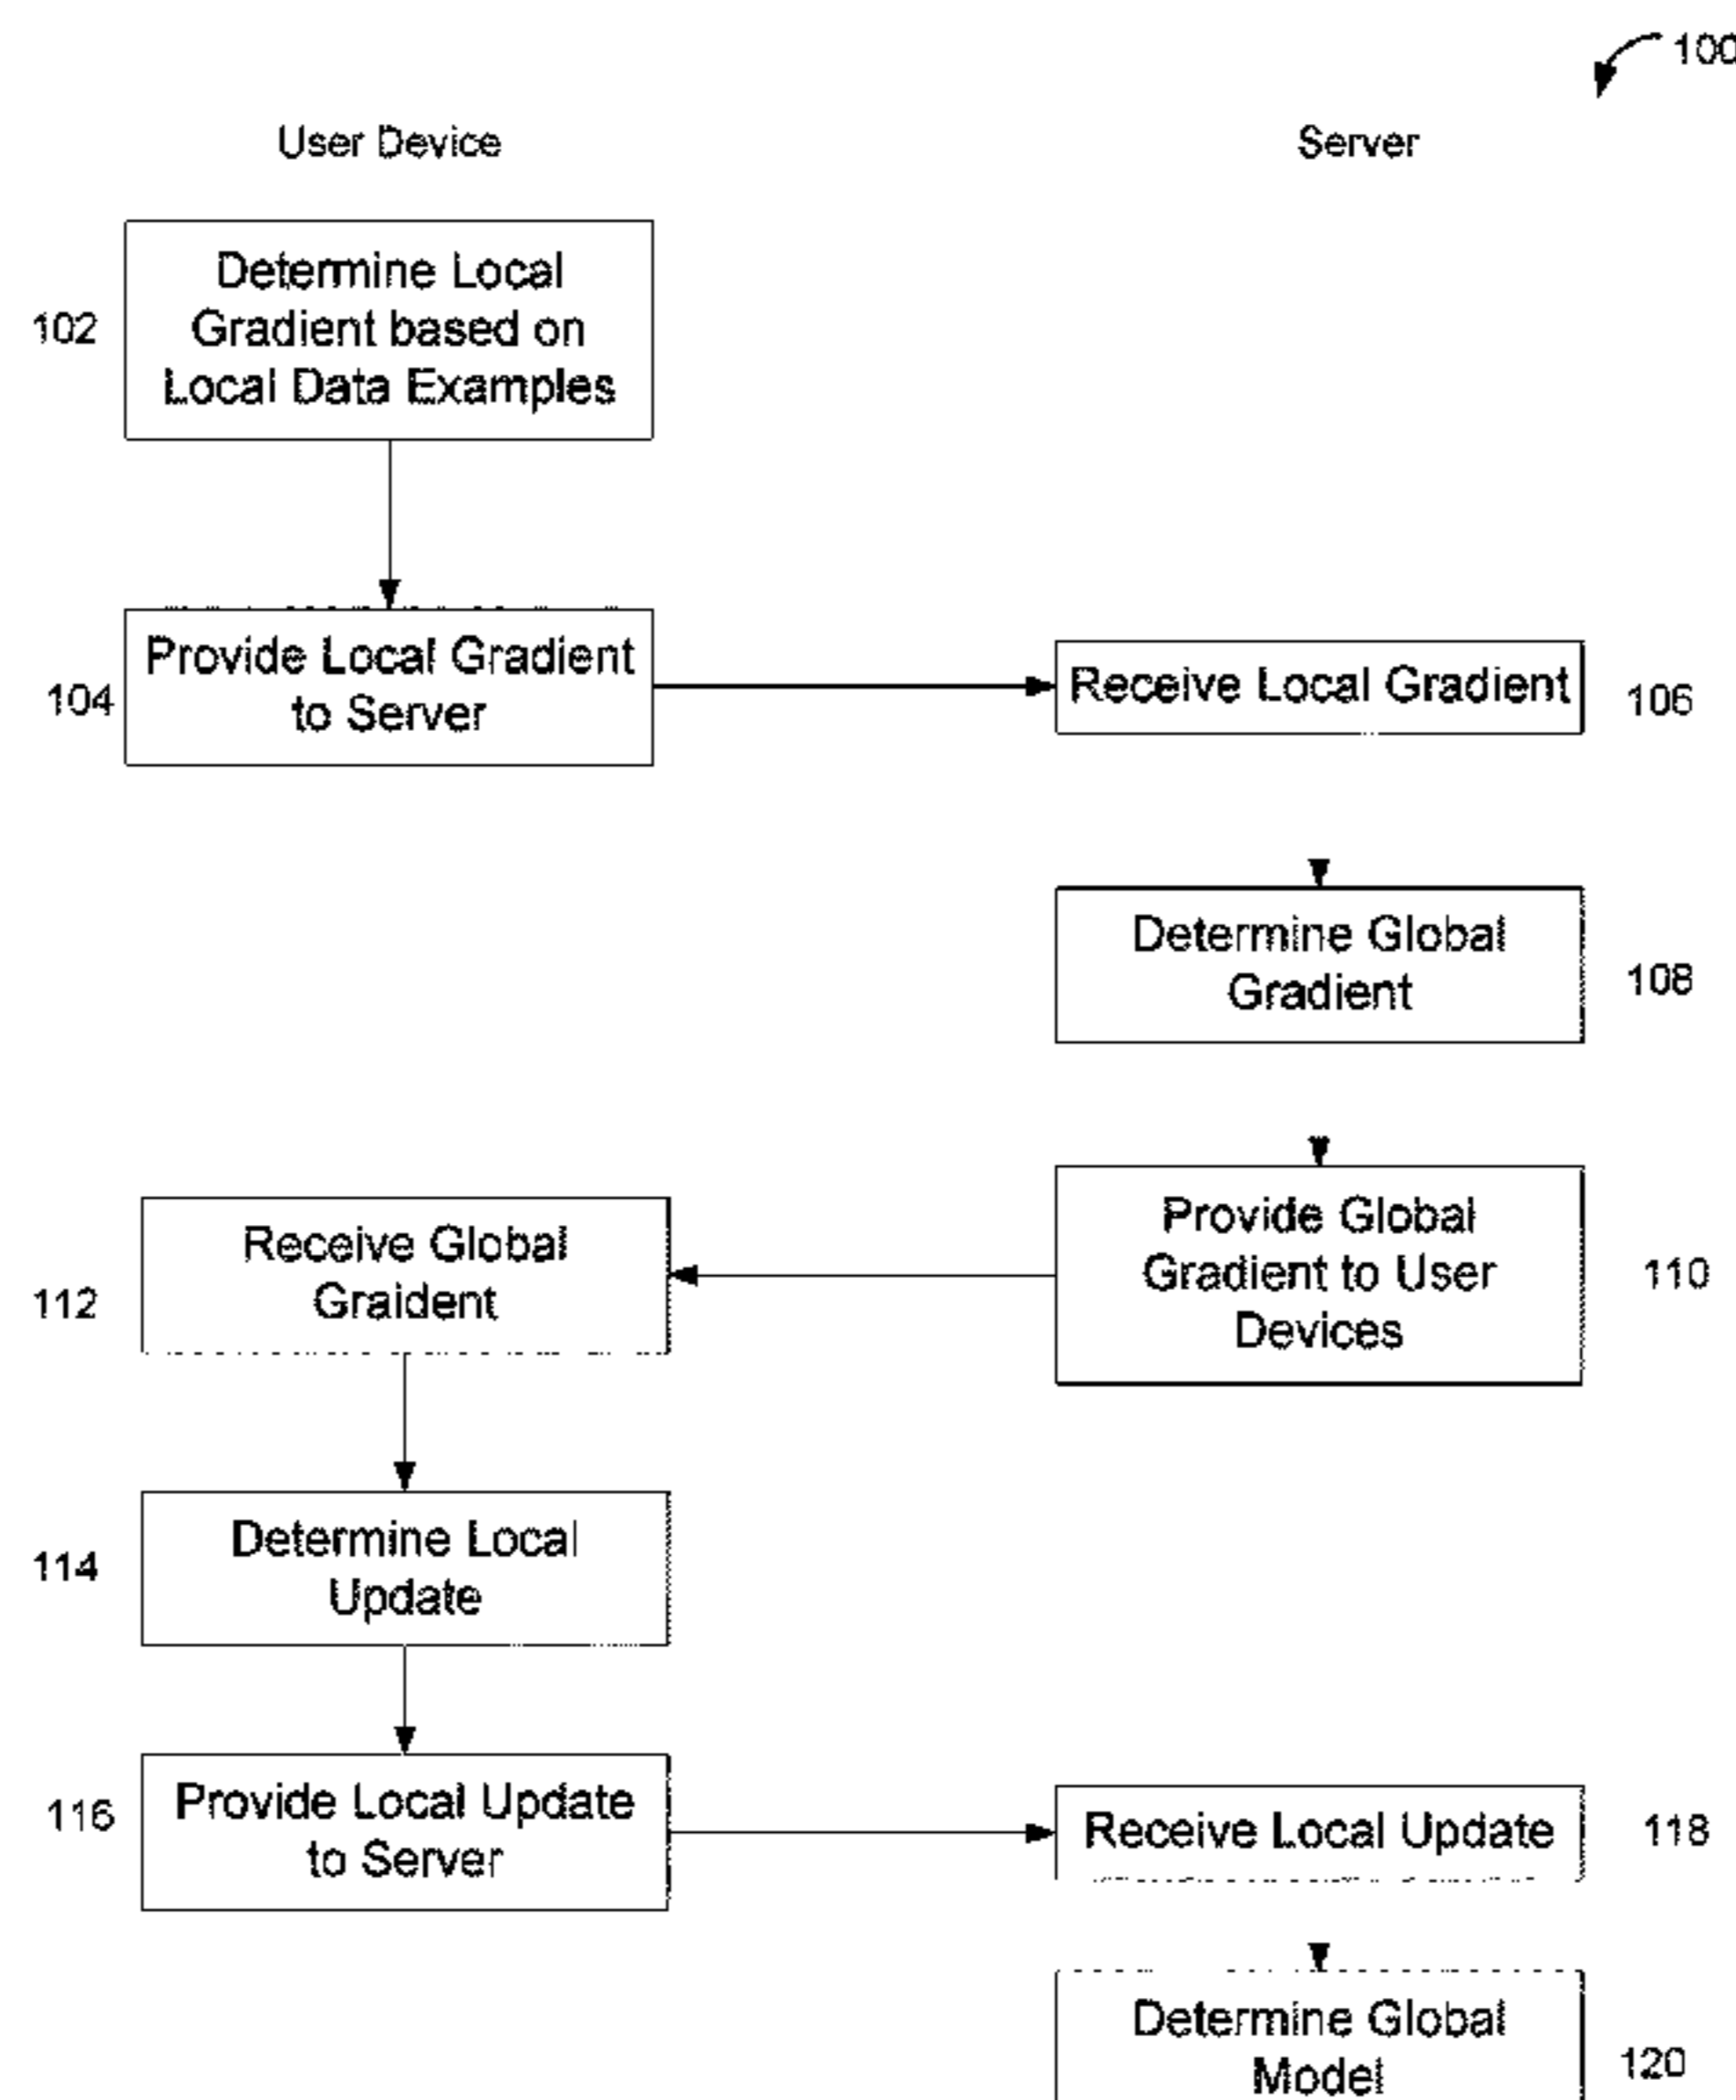 100
User Device
Server
102
Determine Local
Gradient based on
Local Data Examples
104
Provide Local Gradient
to Server
Receive Local Gradient
106
Determine Global
Gradient
108
Provide Global
Gradient to User
Devices
110
112
Receive Global
Graident
114
Determine Local
Update
116
Provide Local Update
to Server
Receive Local Update
118
Determine Global
Model
120